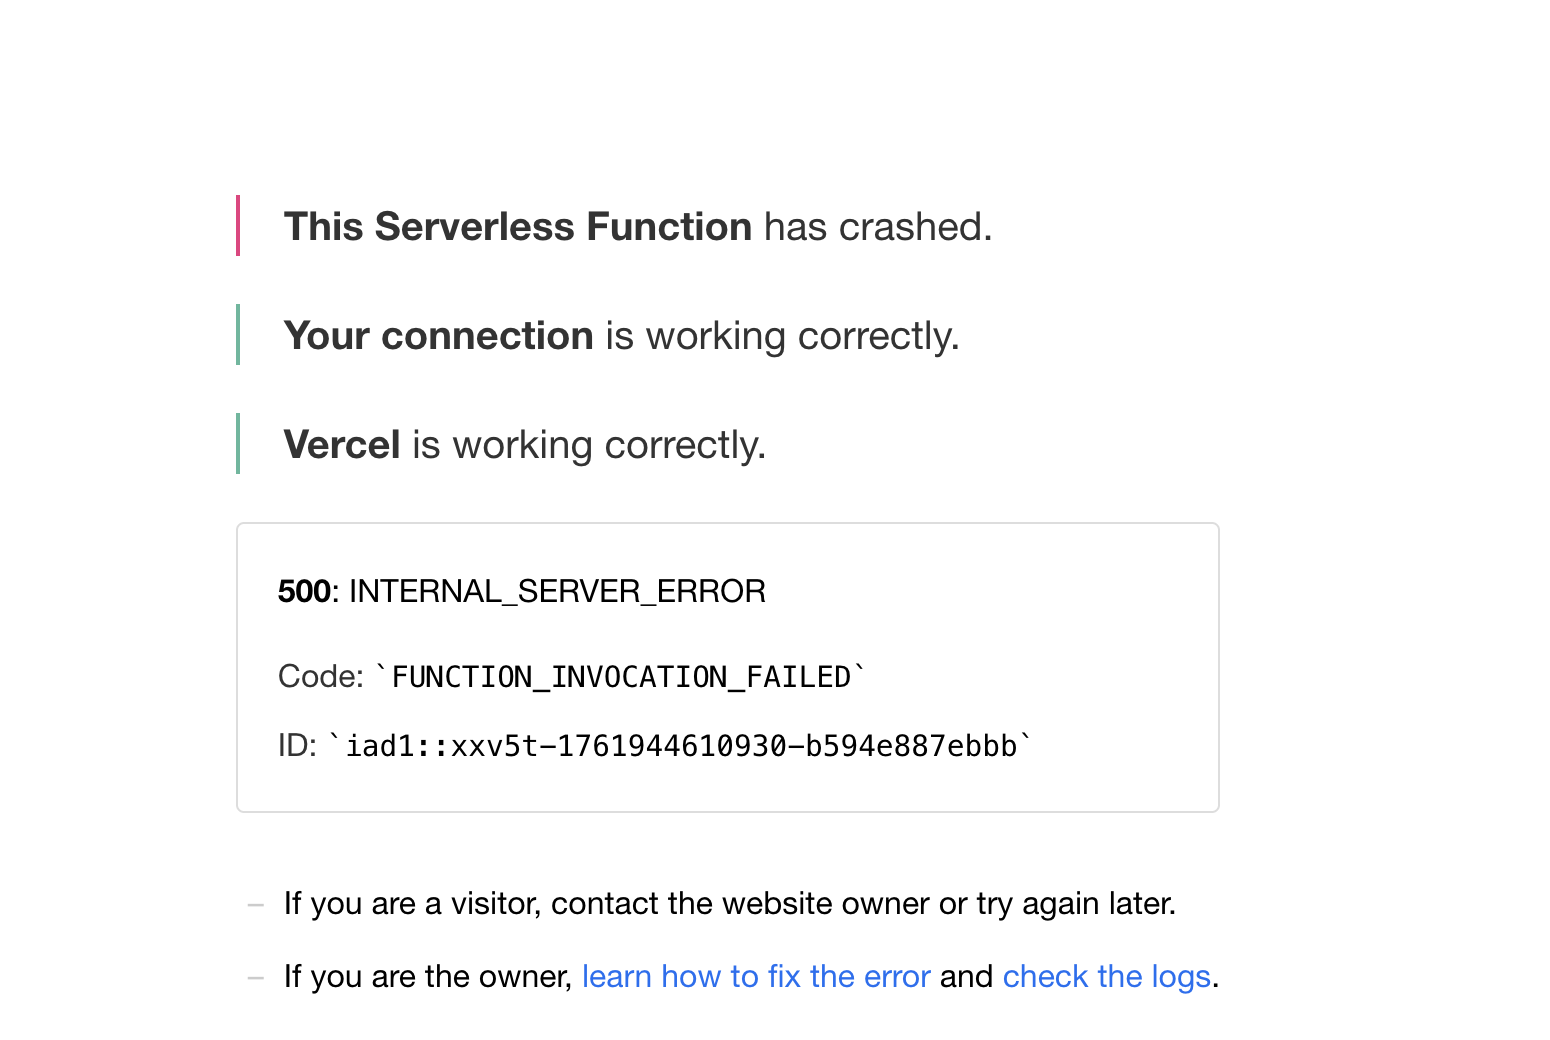 This Serverless Function has crashed.
Your connection is working correctly.
Vercel is working correctly.
500: INTERNAL_SERVER_ERROR
Code: `FUNCTION_INVOCATION_FAILED`
ID: `iad1::xxv5t-1761944610930-b594e887ebbb`
– If you are a visitor, contact the website owner or try again later.
– If you are the owner, learn how to fix the error and check the logs.